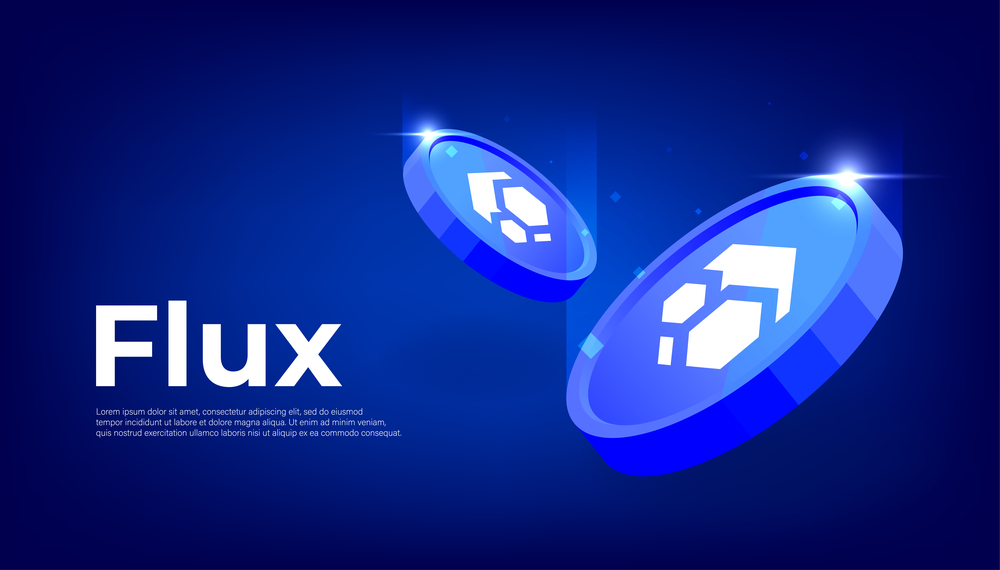 Flux
Lorem ipsum dolor sit amet, consectetur adipiscing elit, sed do eiusmod
tempor incididunt ut labore et dolore magna aliqua. Ut enim ad minim veniam,
quis nostrud exercitation ullamco laboris nisi ut aliquip ex ea commodo consequat.